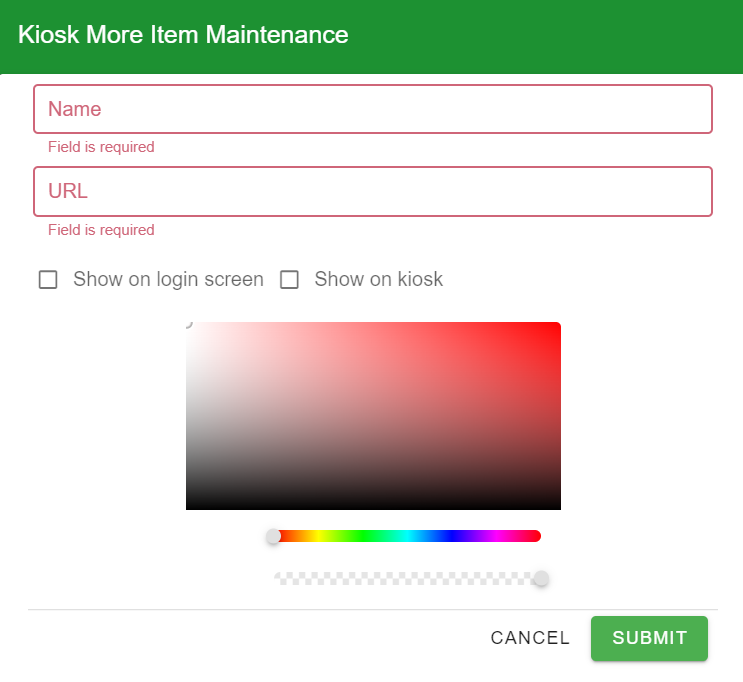 Kiosk More Item Maintenance
Name
Field is required
URL
Field is required
Show on login screen Show on kiosk
CANCEL SUBMIT